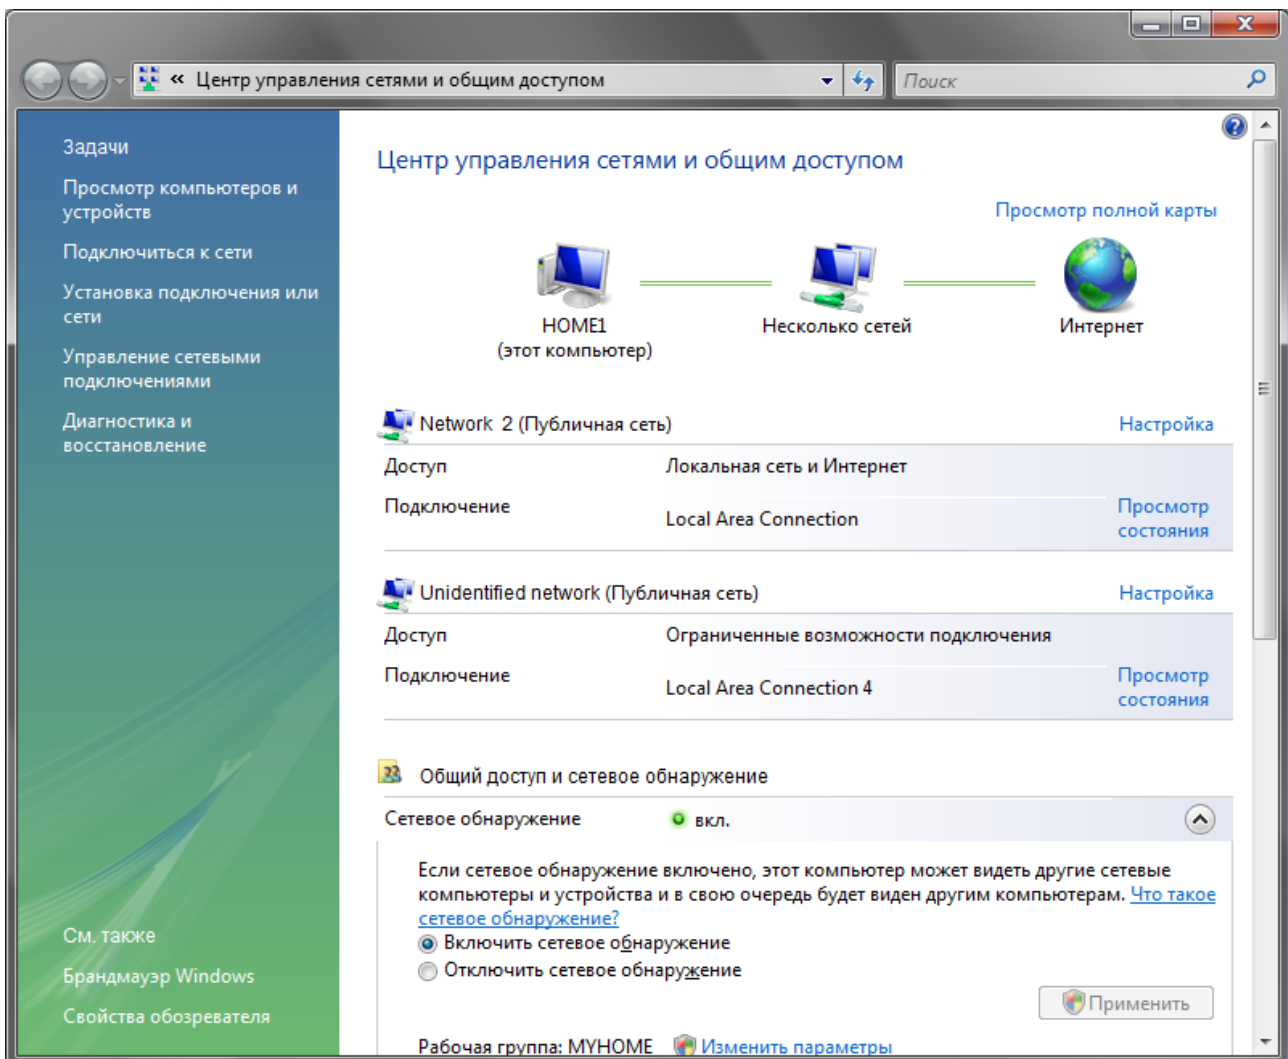 « Центр управления сетями и общим доступом
Поиск
Задачи
Просмотр компьютеров и
устройств
Подключиться к сети
Установка подключения или
сети
Управление сетевыми
подключениями
Диагностика и
восстановление
См. также
Брандмауэр Windows
Свойства обозревателя
Центр управления сетями и общим доступом
Просмотр полной карты
HOME1
(этот компьютер)
Несколько сетей
Интернет
Network 2 (Публичная сеть)
Настройка
Доступ
Локальная сеть и Интернет
Подключение
Local Area Connection
Просмотр
состояния
Unidentified network (Публичная сеть)
Настройка
Доступ
Ограниченные возможности подключения
Подключение
Local Area Connection 4
Просмотр
состояния
Общий доступ и сетевое обнаружение
Сетевое обнаружение
вкл.
Если сетевое обнаружение включено, этот компьютер может видеть другие сетевые
компьютеры и устройства и в свою очередь будет виден другим компьютерам. Что такое
сетевое обнаружение?
Включить сетевое обнаружение
Отключить сетевое обнаружение
Применить
Рабочая группа: MYHOME Изменить параметры